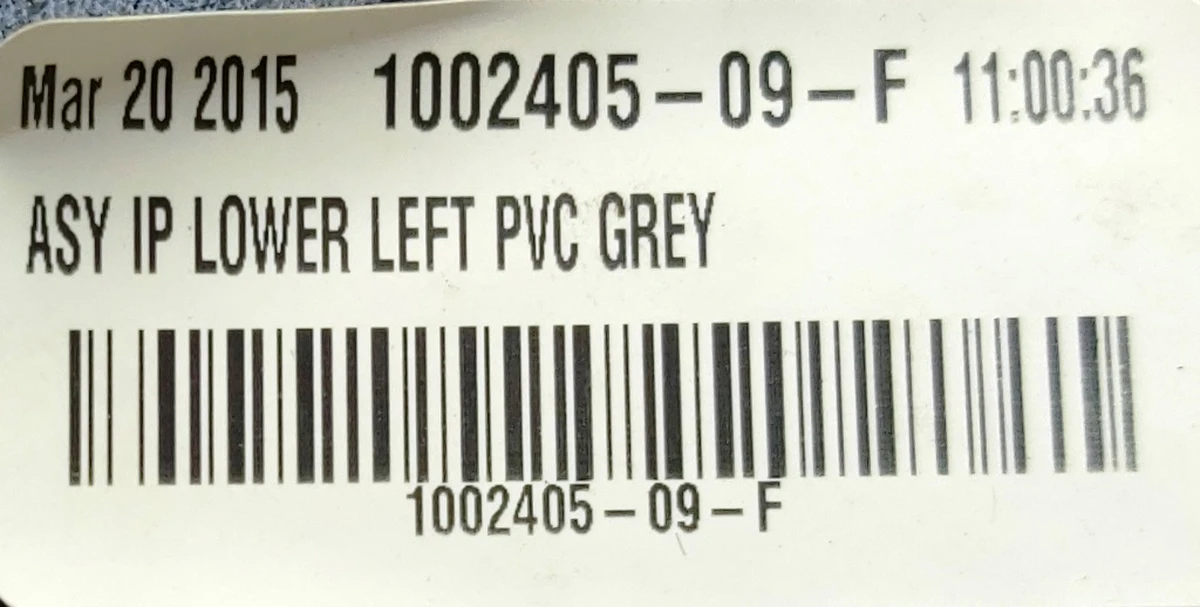 Mar 20 2015 1002405-09-F 11:00:36
ASY IP LOWER LEFT PVC GREY
1002405-09-F